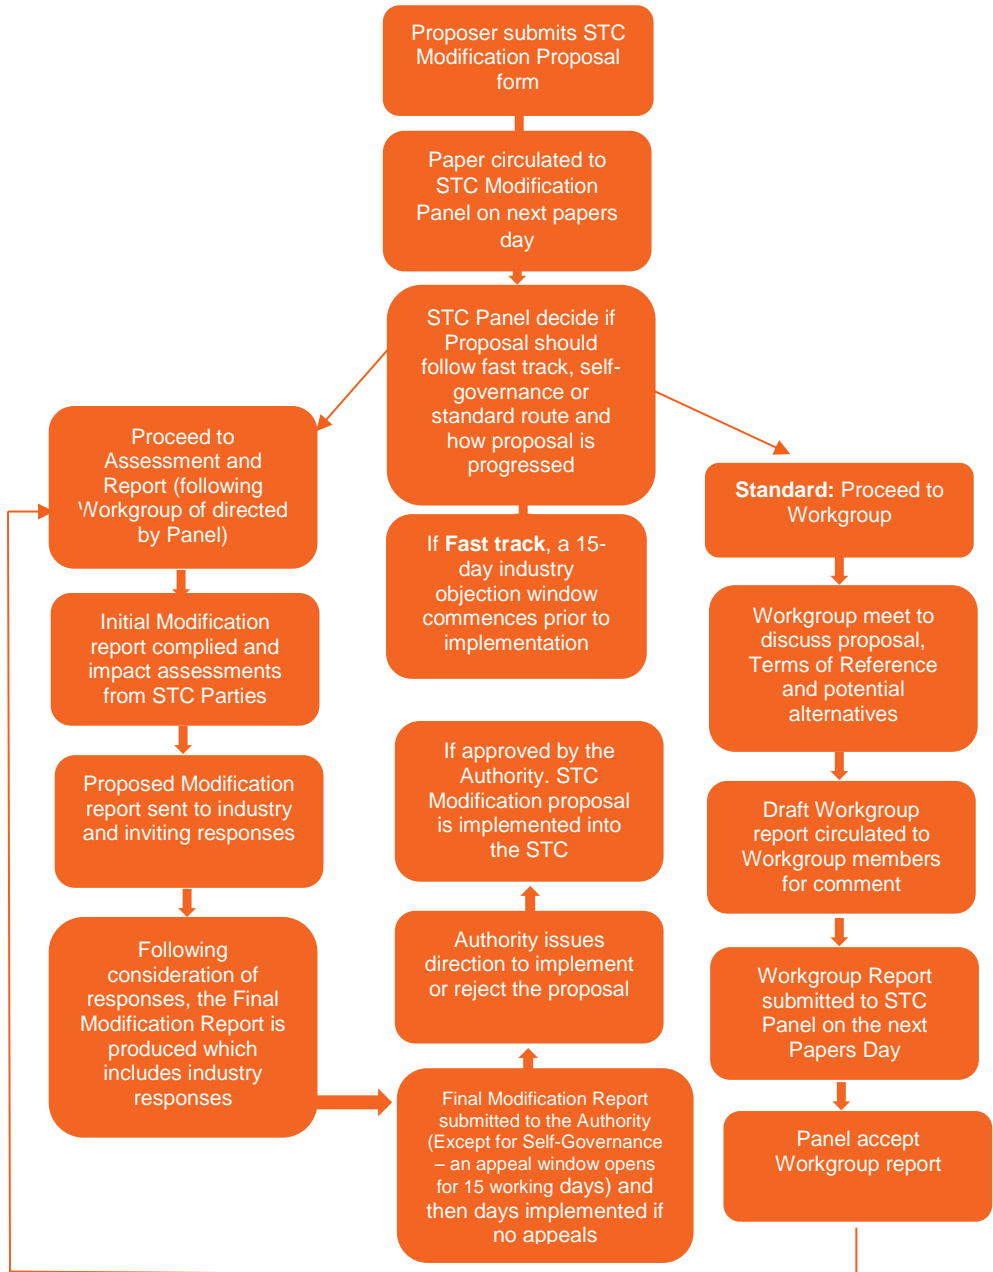 Proposer submits STC
Modification Proposal
form
Paper circulated to
STC Modification
Panel on next papers
day
STC Panel decide if
Proposal should
follow fast track, self-
governance or
standard route and
how proposal is
progressed
Proceed to
Assessment and
Report (following
Workgroup of directed
by Panel)
Initial Modification
report complied and
impact assessments
from STC Parties
Proposed Modification
report sent to industry
and inviting responses
Following
consideration of
responses, the Final
Modification Report is
produced which
includes industry
responses
If Fast track, a 15-
day industry
objection window
commences prior to
implementation
If approved by the
Authority. STC
Modification proposal
is implemented into
the STC
Authority issues
direction to implement
or reject the proposal
Final Modification Report
submitted to the Authority
(Except for Self-Governance
– an appeal window opens
for 15 working days) and
then days implemented if
no appeals
Standard: Proceed to
Workgroup
Workgroup meet to
discuss proposal,
Terms of Reference
and potential
alternatives
Draft Workgroup
report circulated to
Workgroup members
for comment
Workgroup Report
submitted to STC
Panel on the next
Papers Day
Panel accept
Workgroup report